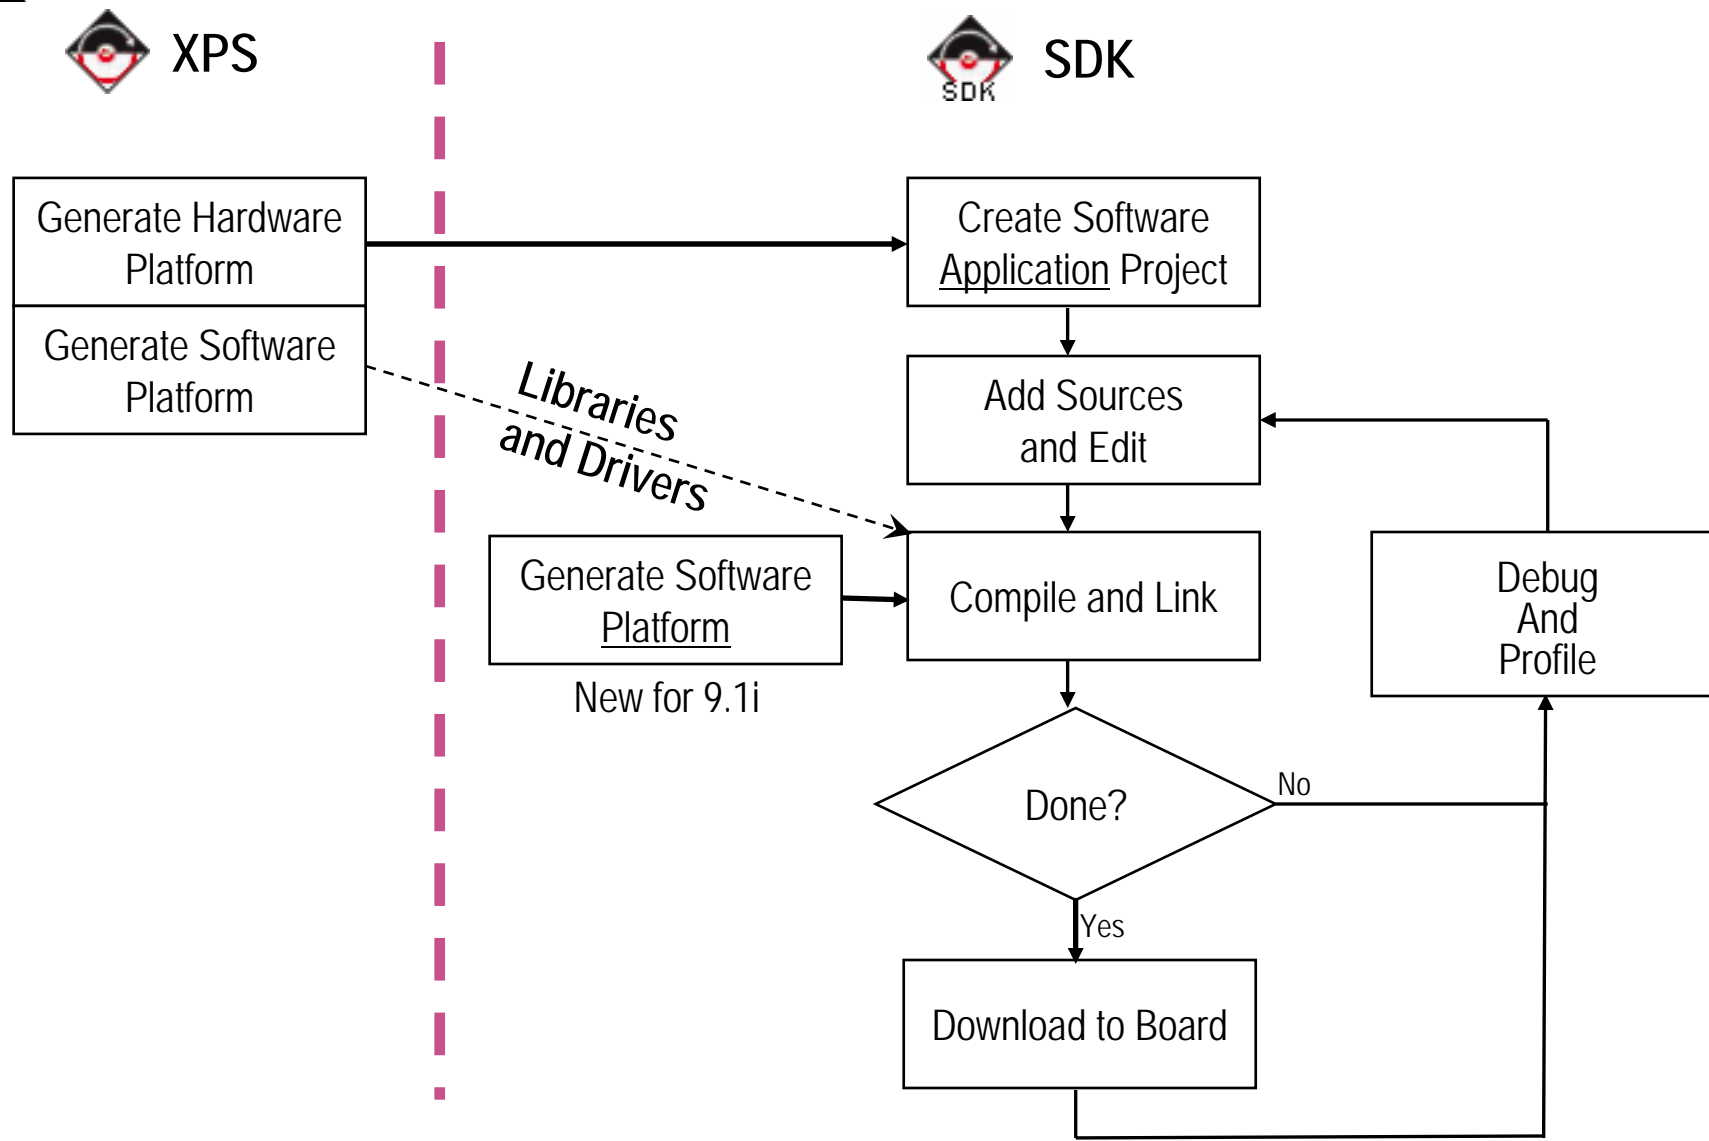 XPS
SDK
SDK
Generate Hardware
Platform
Generate Software
Platform
Create Software
Application Project
Libraries
and Drivers
Add Sources
and Edit
Generate Software
Platform
New for 9.1i
Compile and Link
Debug
And
Profile
Done?
No
Yes
Download to Board